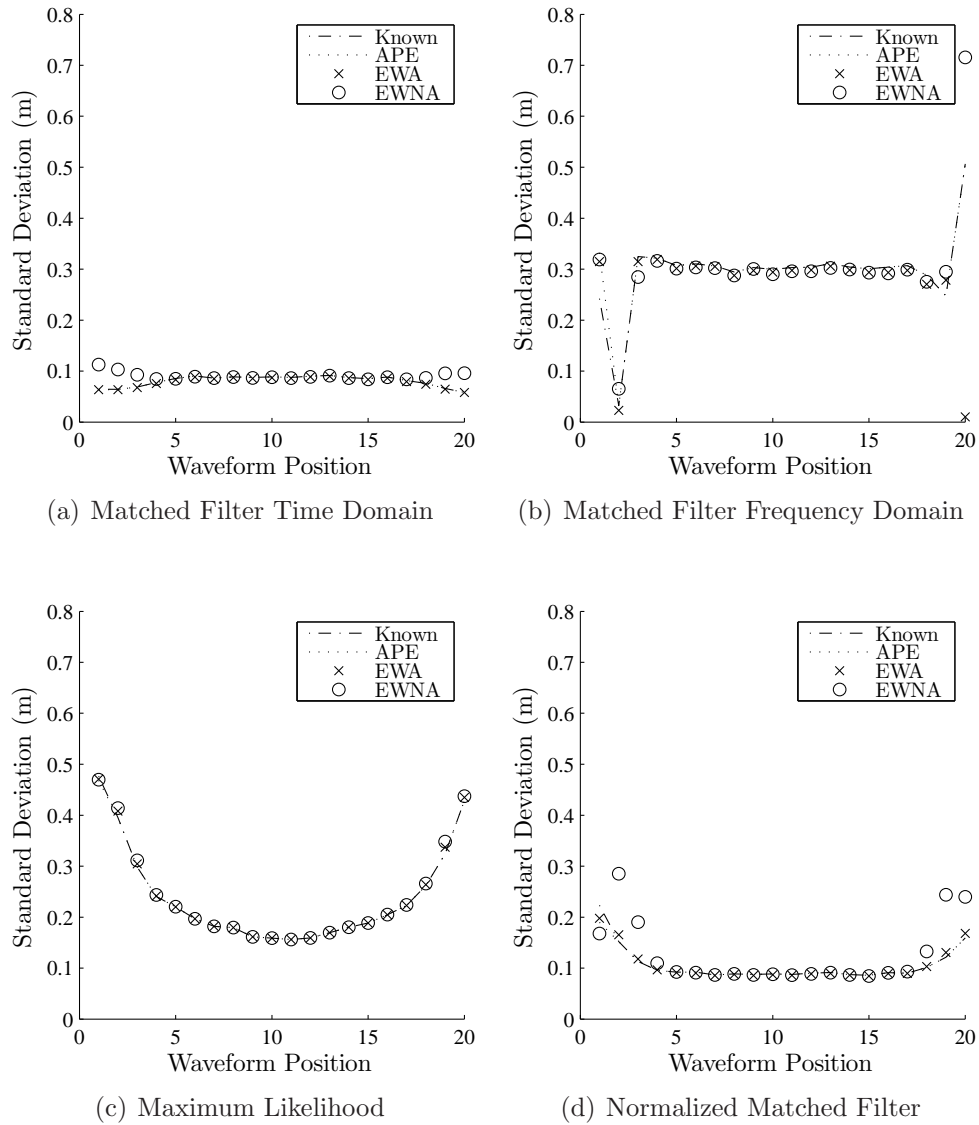 0.8
0.7
0.6
0.5
0.4
0.3
0.2
0.1
0
Standard Deviation (m)
Known
APE
EWA
EWNA
0 5 10 15 20
Waveform Position
(a) Matched Filter Time Domain
0.8
0.7
0.6
0.5
0.4
0.3
0.2
0.1
0
Standard Deviation (m)
Known
APE
EWA
EWNA
0 5 10 15 20
Waveform Position
(b) Matched Filter Frequency Domain
0.8
0.7
0.6
0.5
0.4
0.3
0.2
0.1
0
Standard Deviation (m)
Known
APE
EWA
EWNA
0 5 10 15 20
Waveform Position
(c) Maximum Likelihood
0.8
0.7
0.6
0.5
0.4
0.3
0.2
0.1
0
Standard Deviation (m)
Known
APE
EWA
EWNA
0 5 10 15 20
Waveform Position
(d) Normalized Matched Filter